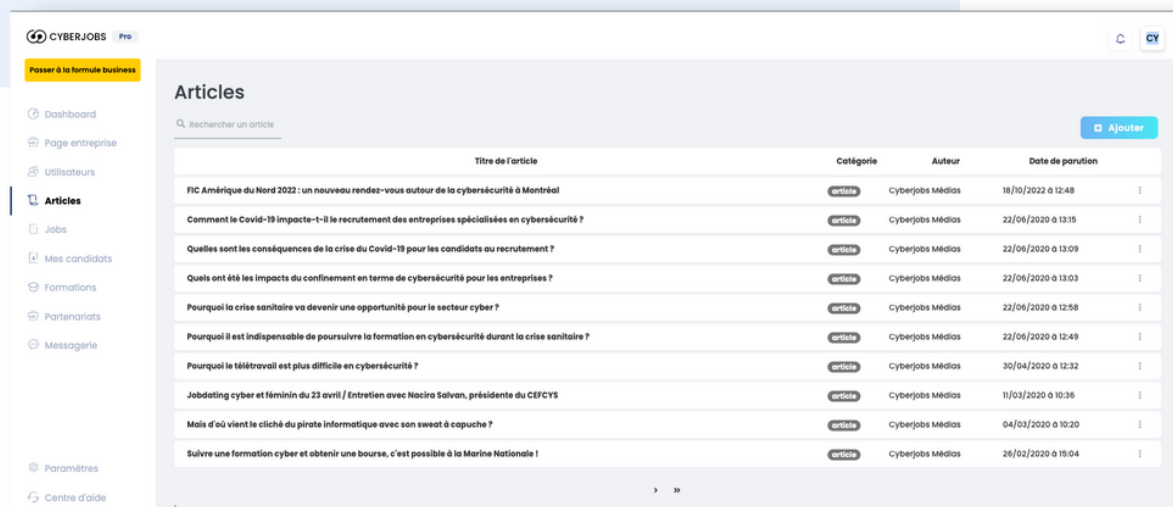 CYBERJOBS Pro
CY
Passer à la formule business
Dashboard
Page entreprise
Utilisateurs
Articles
Jobs
Mes candidats
Formations
Partenariats
Messagerie
Paramètres
Centre d'aide
Articles
Rechercher un article
Ajouter
Titre de l'article Catégorie Auteur Date de parution
FIC Amérique du Nord 2022 : un nouveau rendez-vous autour de la cybersécurité à Montréal article Cyberjobs Médias 18/10/2022 à 12:48
Comment le Covid-19 impacte-t-il le recrutement des entreprises spécialisées en cybersécurité ? article Cyberjobs Médias 22/06/2020 à 13:15
Quelles sont les conséquences de la crise du Covid-19 pour les candidats au recrutement ? article Cyberjobs Médias 22/06/2020 à 13:09
Quels ont été les impacts du confinement en terme de cybersécurité pour les entreprises ? article Cyberjobs Médias 22/06/2020 à 13:03
Pourquoi la crise sanitaire va devenir une opportunité pour le secteur cyber ? article Cyberjobs Médias 22/06/2020 à 12:58
Pourquoi il est indispensable de poursuivre la formation en cybersécurité durant la crise sanitaire ? article Cyberjobs Médias 22/06/2020 à 12:49
Pourquoi le télétravail est plus difficile en cybersécurité ? article Cyberjobs Médias 30/04/2020 à 12:32
Jobdating cyber et féminin du 23 avril / Entretien avec Nacira Salvan, présidente du CEFCYS article Cyberjobs Médias 11/03/2020 à 10:36
Mais d'où vient le cliché du pirate informatique avec son sweat à capuche ? article Cyberjobs Médias 04/03/2020 à 10:20
Suivre une formation cyber et obtenir une bourse, c'est possible à la Marine Nationale ! article Cyberjobs Médias 26/02/2020 à 15:04
› »